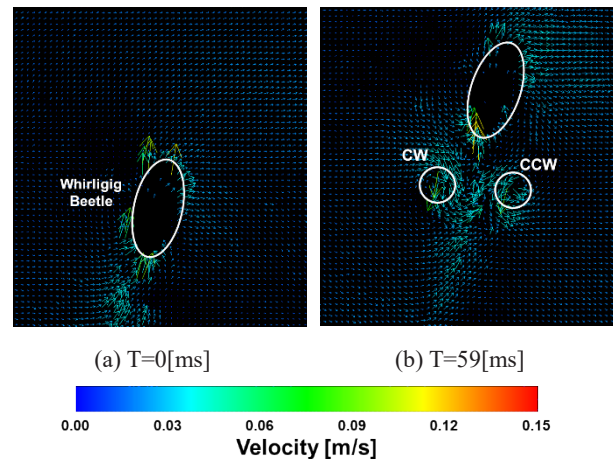 Whirligig
Beetle
CW
CCW
(a) T=0[ms]
(b) T=59[ms]
0.00 0.03 0.06 0.09 0.12 0.15
Velocity [m/s]